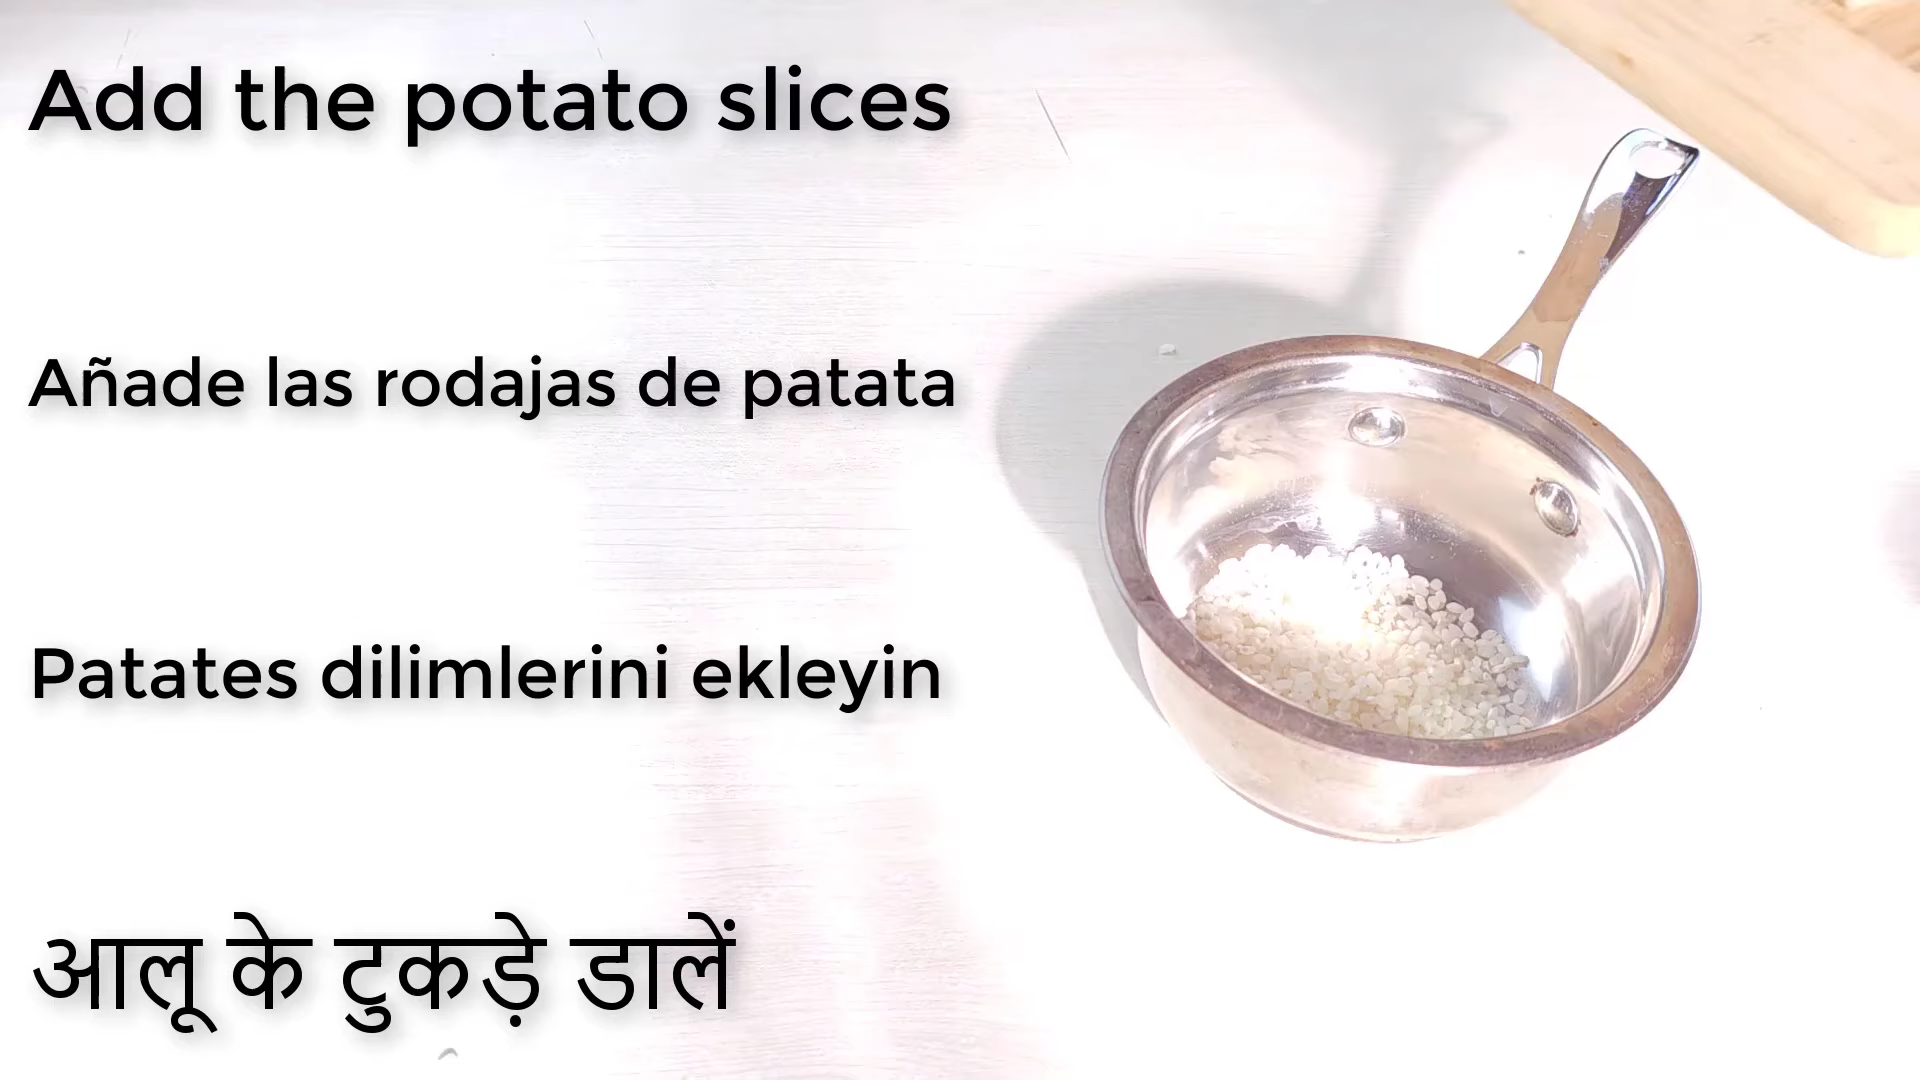 Add the potato slices
Añade las rodajas de patata
Patates dilimlerini ekleyin
आलू के टुकड़े डालें